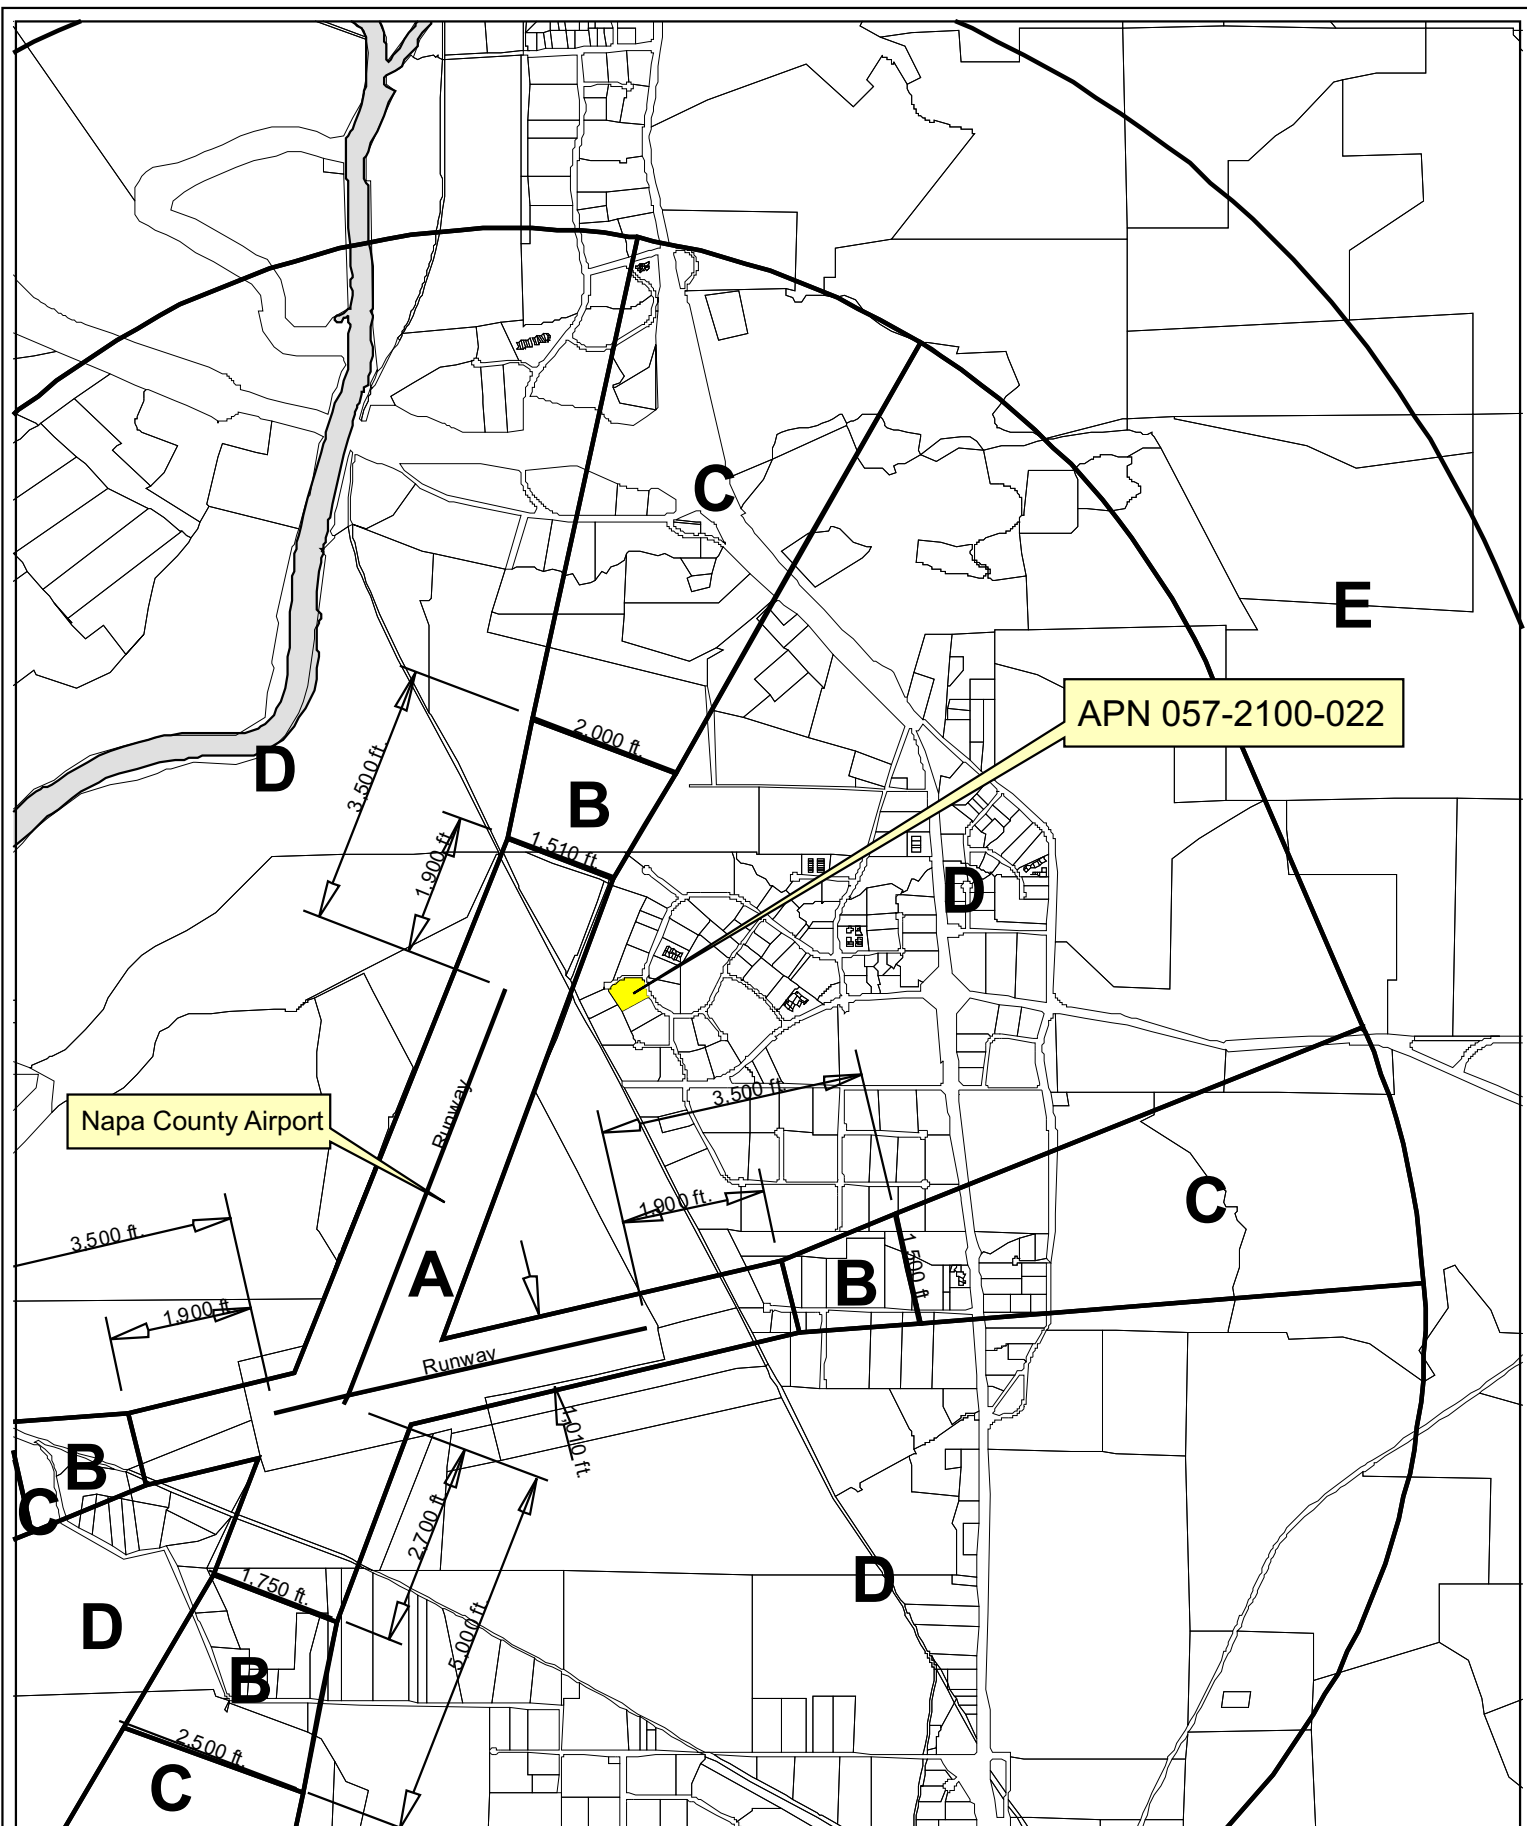 C
E
APN 057-2100-022
2,000 ft.
D
3,500 ft.
B
1,900 ft.
1,510 ft.
D
3,500 ft.
Napa County Airport
Runway
1,900 ft.
C
3,500 ft.
A
B
1,500 ft.
1,900 ft.
Runway
1,010 ft.
B
C
2,700 ft.
D
1,750 ft.
D
5,000 ft.
B
2,500 ft.
C